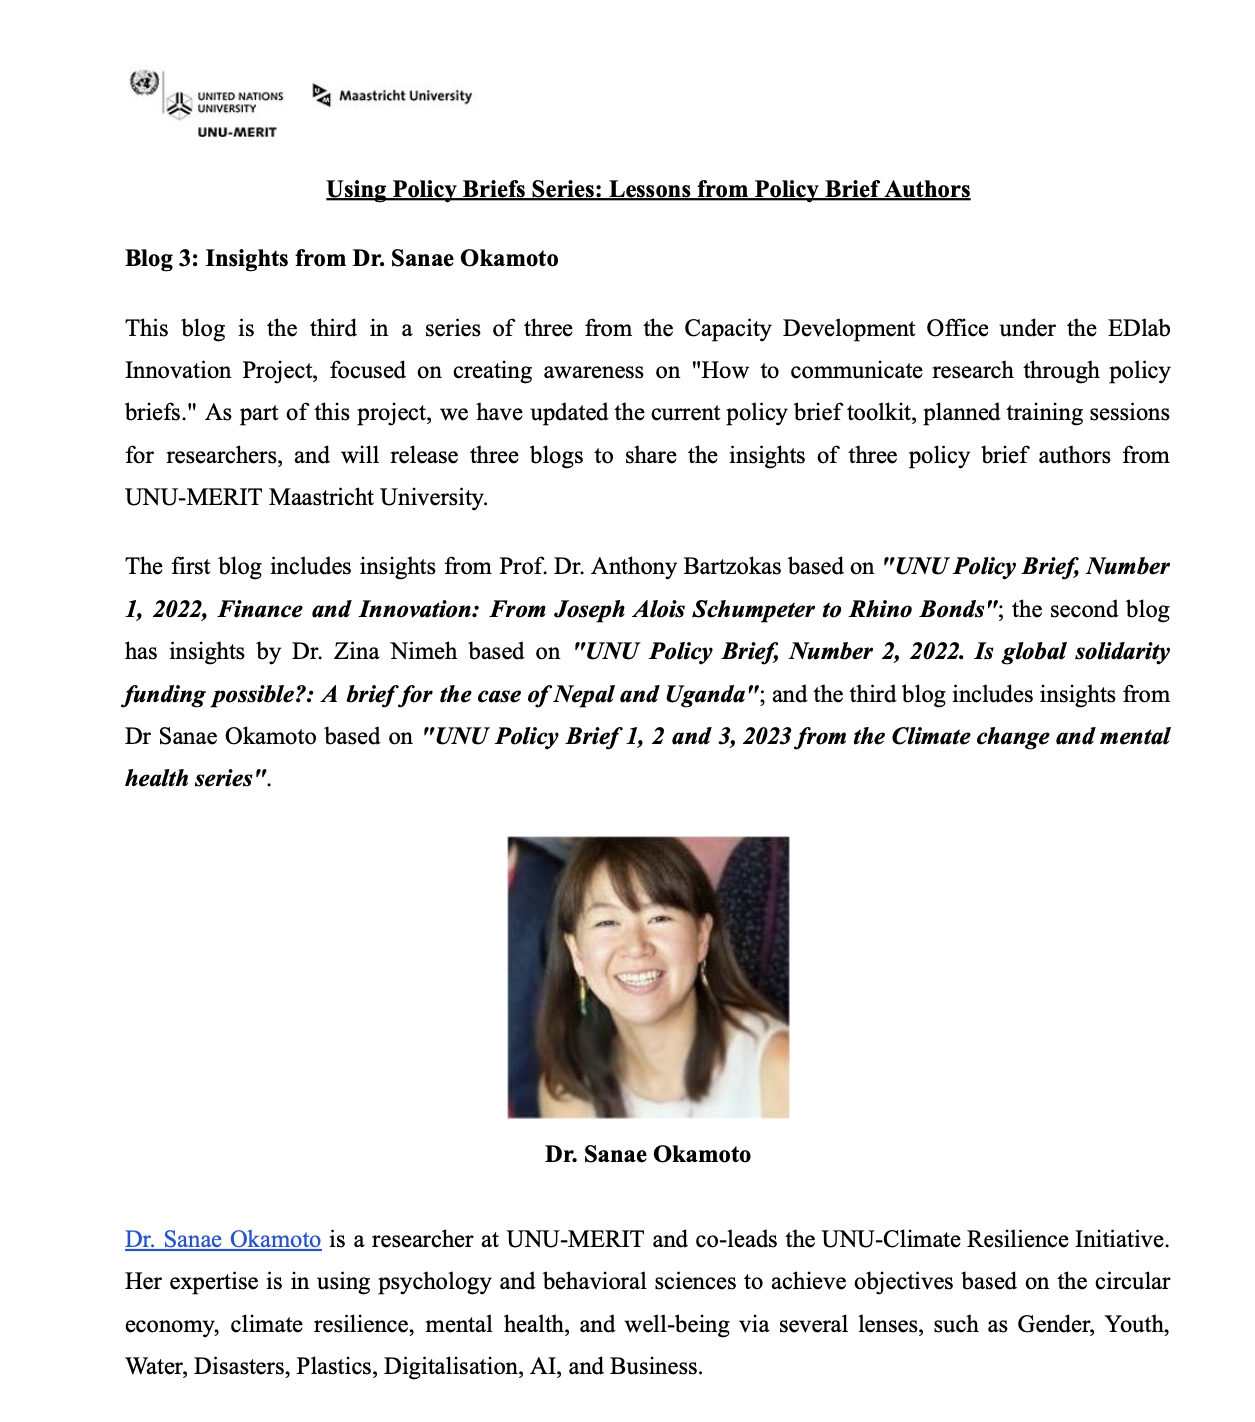 UNITED NATIONS
UNIVERSITY
UNU-MERIT
Maastricht University
Using Policy Briefs Series: Lessons from Policy Brief Authors
Blog 3: Insights from Dr. Sanae Okamoto
This blog is the third in a series of three from the Capacity Development Office under the EDlab
Innovation Project, focused on creating awareness on "How to communicate research through policy
briefs." As part of this project, we have updated the current policy brief toolkit, planned training sessions
for researchers, and will release three blogs to share the insights of three policy brief authors from
UNU-MERIT Maastricht University.
The first blog includes insights from Prof. Dr. Anthony Bartzokas based on "UNU Policy Brief, Number
1, 2022, Finance and Innovation: From Joseph Alois Schumpeter to Rhino Bonds"; the second blog
has insights by Dr. Zina Nimeh based on "UNU Policy Brief, Number 2, 2022. Is global solidarity
funding possible?: A brief for the case of Nepal and Uganda"; and the third blog includes insights from
Dr Sanae Okamoto based on "UNU Policy Brief 1, 2 and 3, 2023 from the Climate change and mental
health series".
Dr. Sanae Okamoto
Dr. Sanae Okamoto is a researcher at UNU-MERIT and co-leads the UNU-Climate Resilience Initiative.
Her expertise is in using psychology and behavioral sciences to achieve objectives based on the circular
economy, climate resilience, mental health, and well-being via several lenses, such as Gender, Youth,
Water, Disasters, Plastics, Digitalisation, AI, and Business.